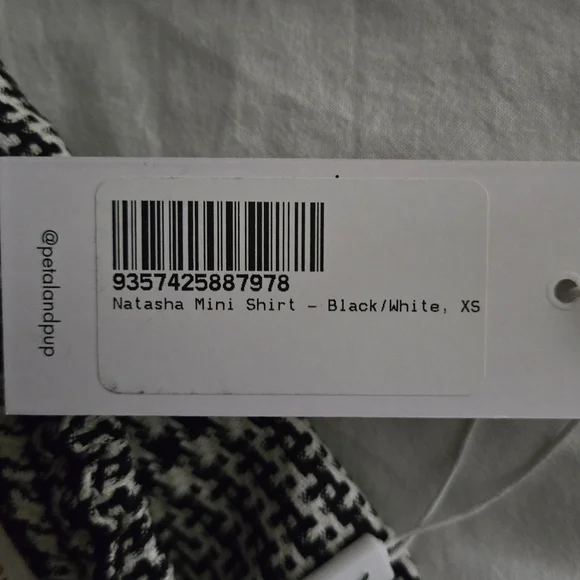 @petalandpup
9357425887978
Natasha Mini Shirt – Black/White, XS